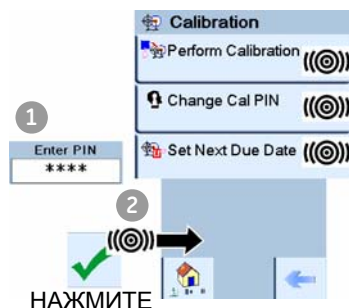 Calibration
Perform Calibration
Change Cal PIN
1
Enter PIN
****
Set Next Due Date
2
НАЖМИТЕ